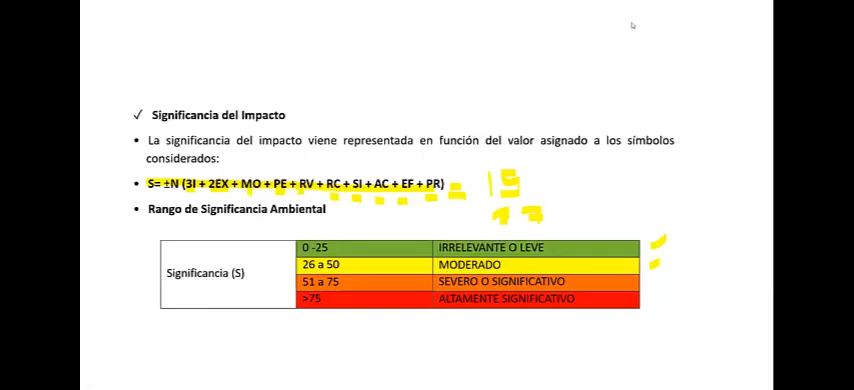 ✓ Significancia del Impacto
• La significancia del impacto viene representada en función del valor asignado a los símbolos
considerados:
• S= ±N (3I + 2EX + MO + PE + RV + RC + SI + AC + EF + PR)
• Rango de Significancia Ambiental
Significancia (S)
0 -25 IRRELEVANTE O LEVE
26 a 50 MODERADO
51 a 75 SEVERO O SIGNIFICATIVO
>75 ALTAMENTE SIGNIFICATIVO